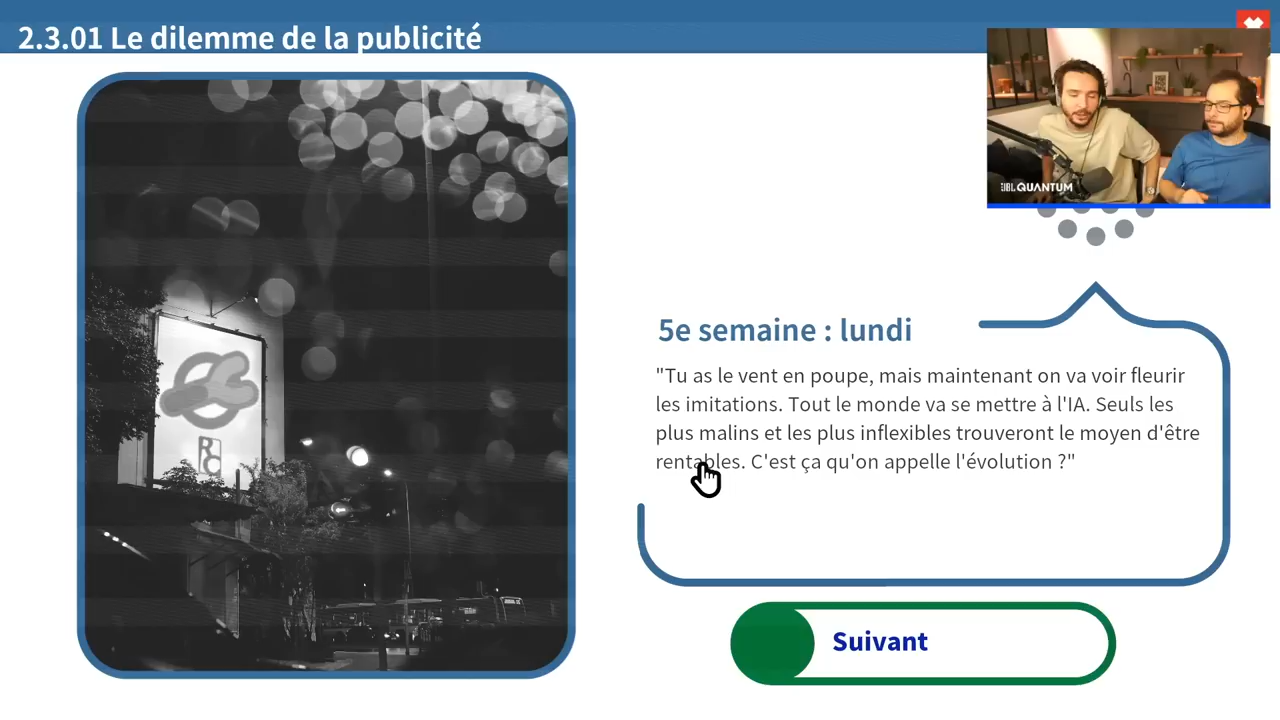 2.3.01 Le dilemme de la publicité
QUANTUM
5e semaine : lundi
"Tu as le vent en poupe, mais maintenant on va voir fleurir
les imitations. Tout le monde va se mettre à l'IA. Seuls les
plus malins et les plus inflexibles trouveront le moyen d'être
rentables. C'est ça qu'on appelle l'évolution ?"
Suivant